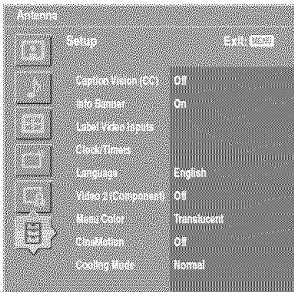 Antenna
Setup Exit: MENU
Caption Vision (CC) Off
Info Banner On
Label Video Inputs
Clock/Timers
Language English
Video 2 (Component) Off
Menu Color Translucent
CineMotion Off
Cooling Mode Normal